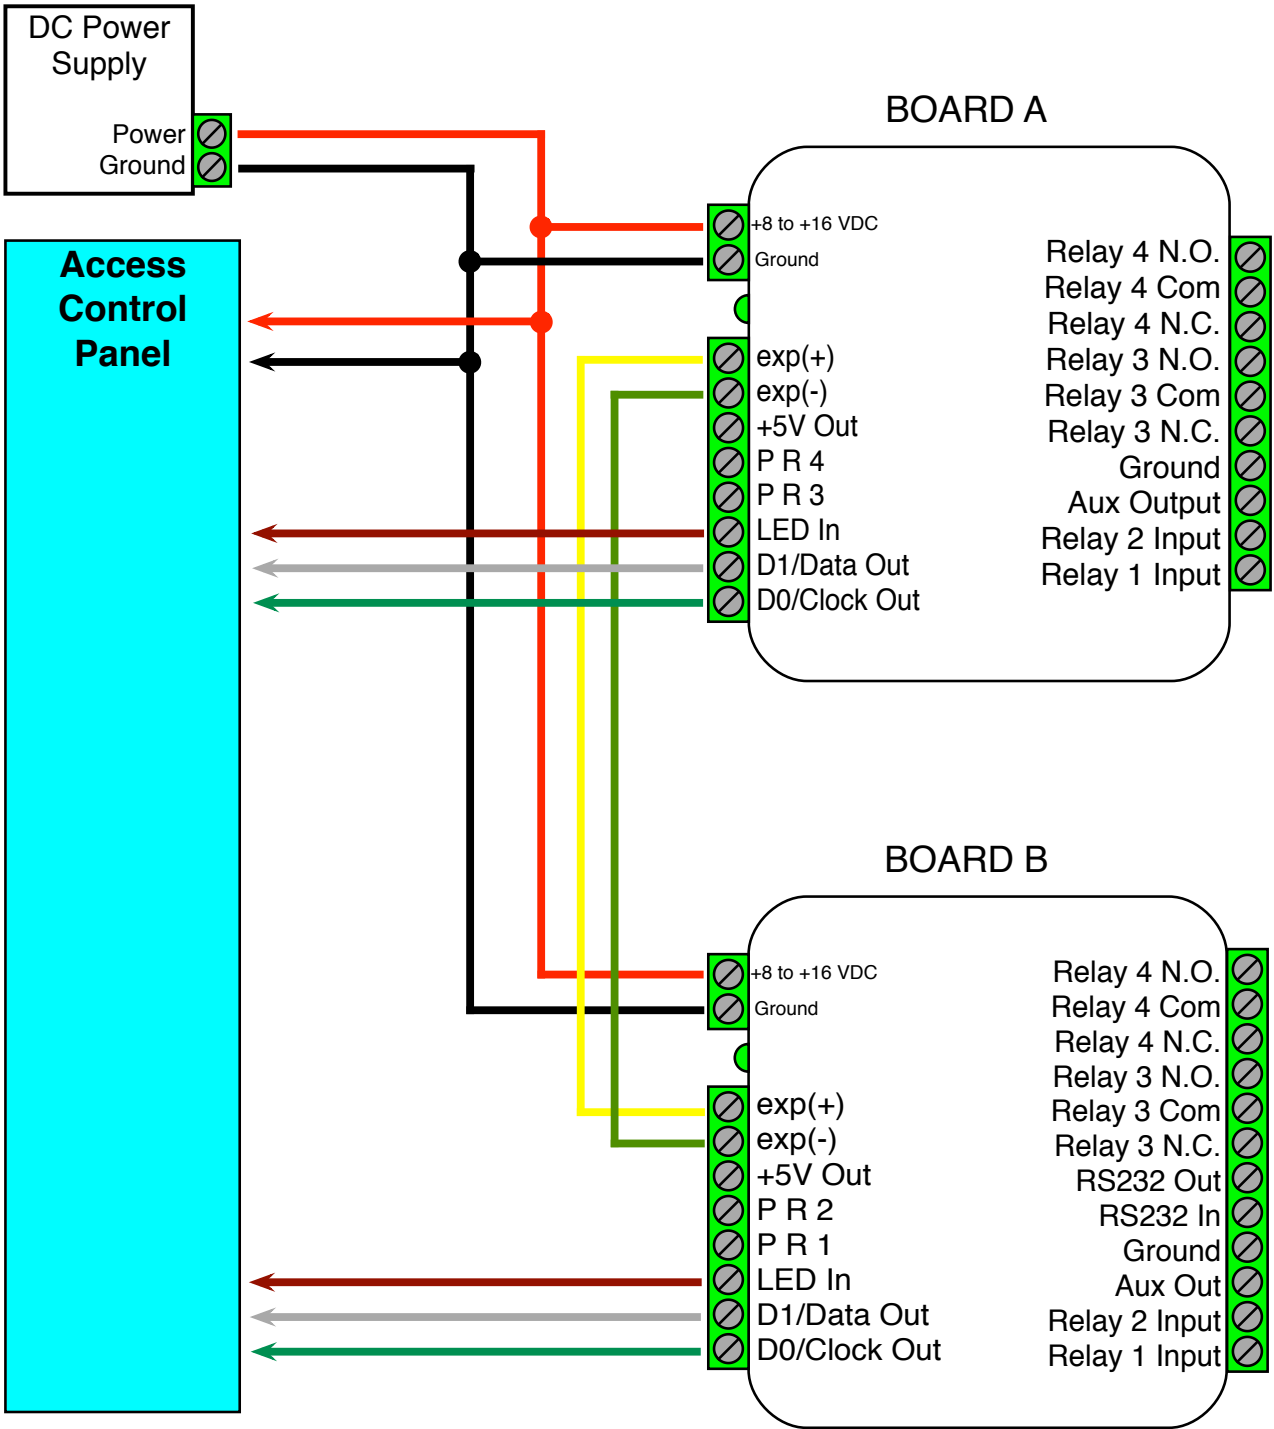 DC Power
Supply
Power
Ground
Access
Control
Panel
BOARD A
+8 to +16 VDC
Ground
exp(+)
exp(-)
+5V Out
P R 4
P R 3
LED In
D1/Data Out
D0/Clock Out
Relay 4 N.O.
Relay 4 Com
Relay 4 N.C.
Relay 3 N.O.
Relay 3 Com
Relay 3 N.C.
Ground
Aux Output
Relay 2 Input
Relay 1 Input
BOARD B
+8 to +16 VDC
Ground
exp(+)
exp(-)
+5V Out
P R 2
P R 1
LED In
D1/Data Out
D0/Clock Out
Relay 4 N.O.
Relay 4 Com
Relay 4 N.C.
Relay 3 N.O.
Relay 3 Com
Relay 3 N.C.
RS232 Out
RS232 In
Ground
Aux Out
Relay 2 Input
Relay 1 Input